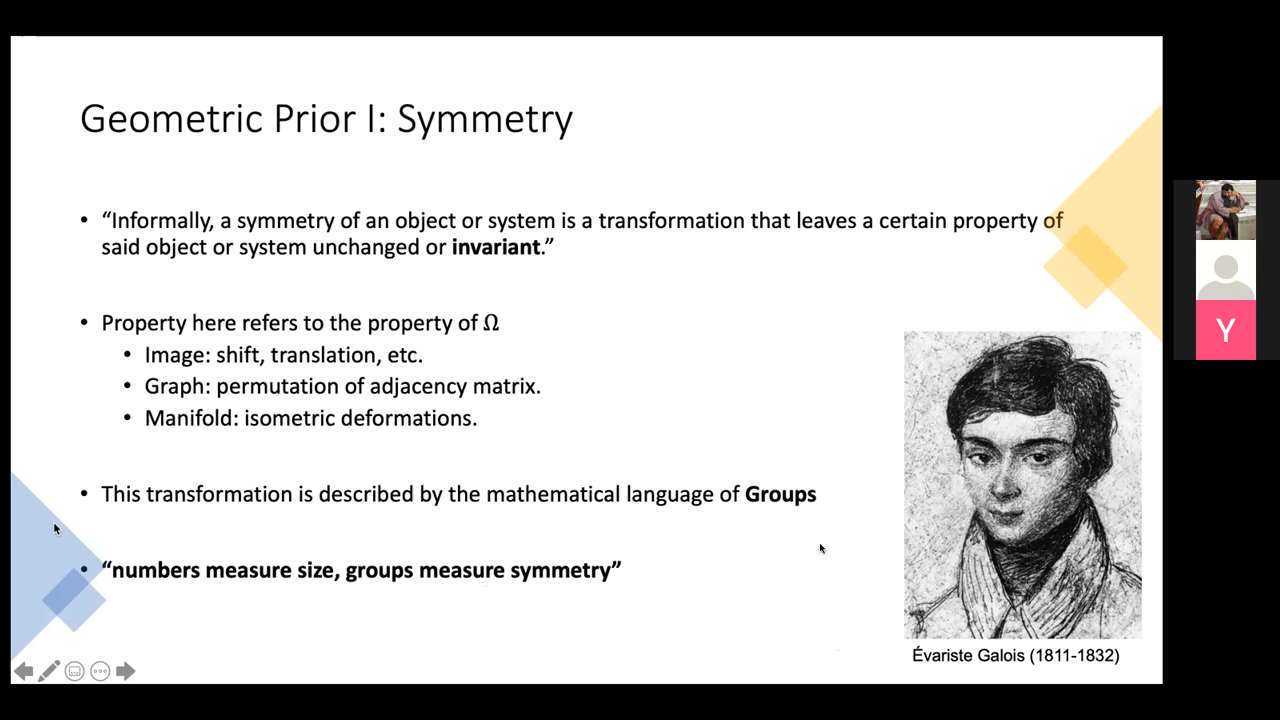 Geometric Prior I: Symmetry
• “Informally, a symmetry of an object or system is a transformation that leaves a certain property of
said object or system unchanged or invariant.”
• Property here refers to the property of Ω
• Image: shift, translation, etc.
• Graph: permutation of adjacency matrix.
• Manifold: isometric deformations.
• This transformation is described by the mathematical language of Groups
• “numbers measure size, groups measure symmetry”
Évariste Galois (1811-1832)
Y